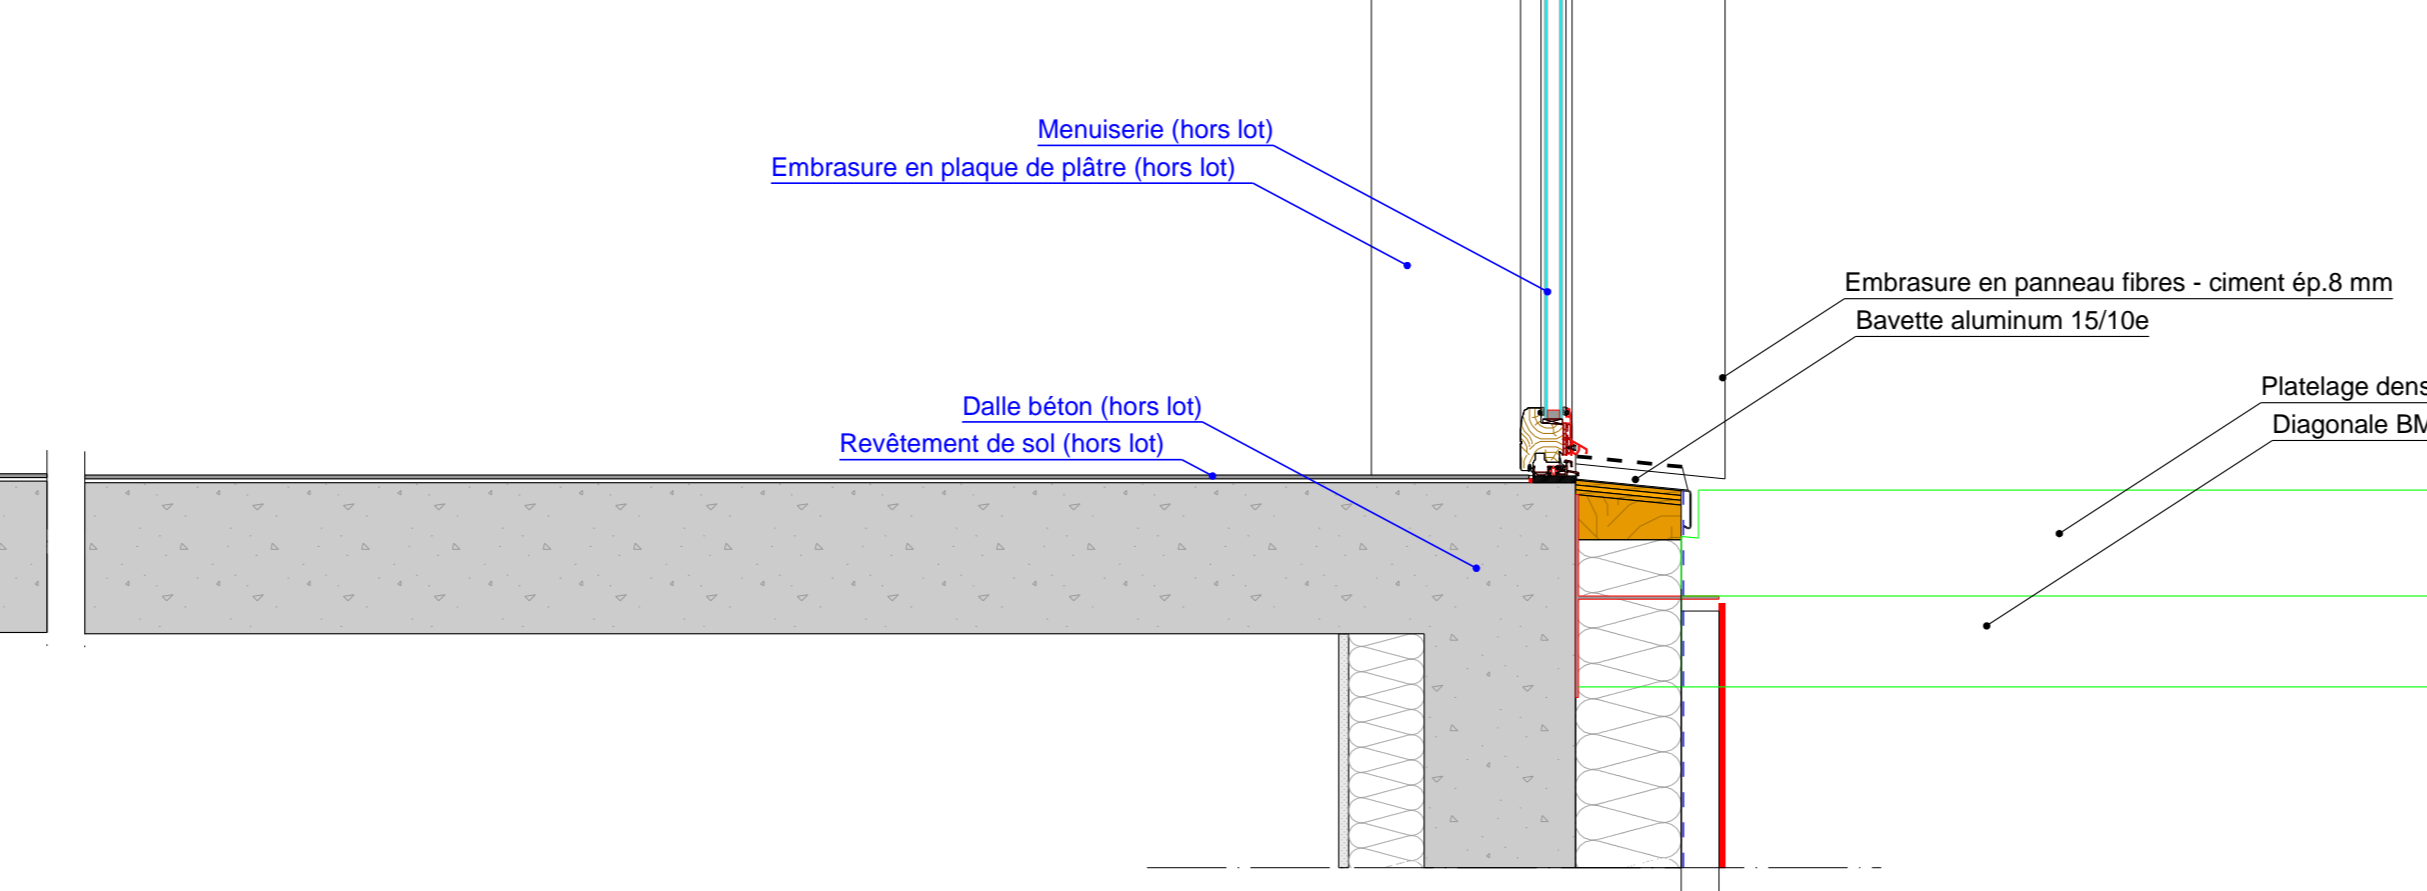 Menuiserie (hors lot)
Embrasure en plaque de plâtre (hors lot)
Embrasure en panneau fibres - ciment ép.8 mm
Bavette aluminum 15/10e
Platelage dens
Diagonale BM
Dalle béton (hors lot)
Revêtement de sol (hors lot)